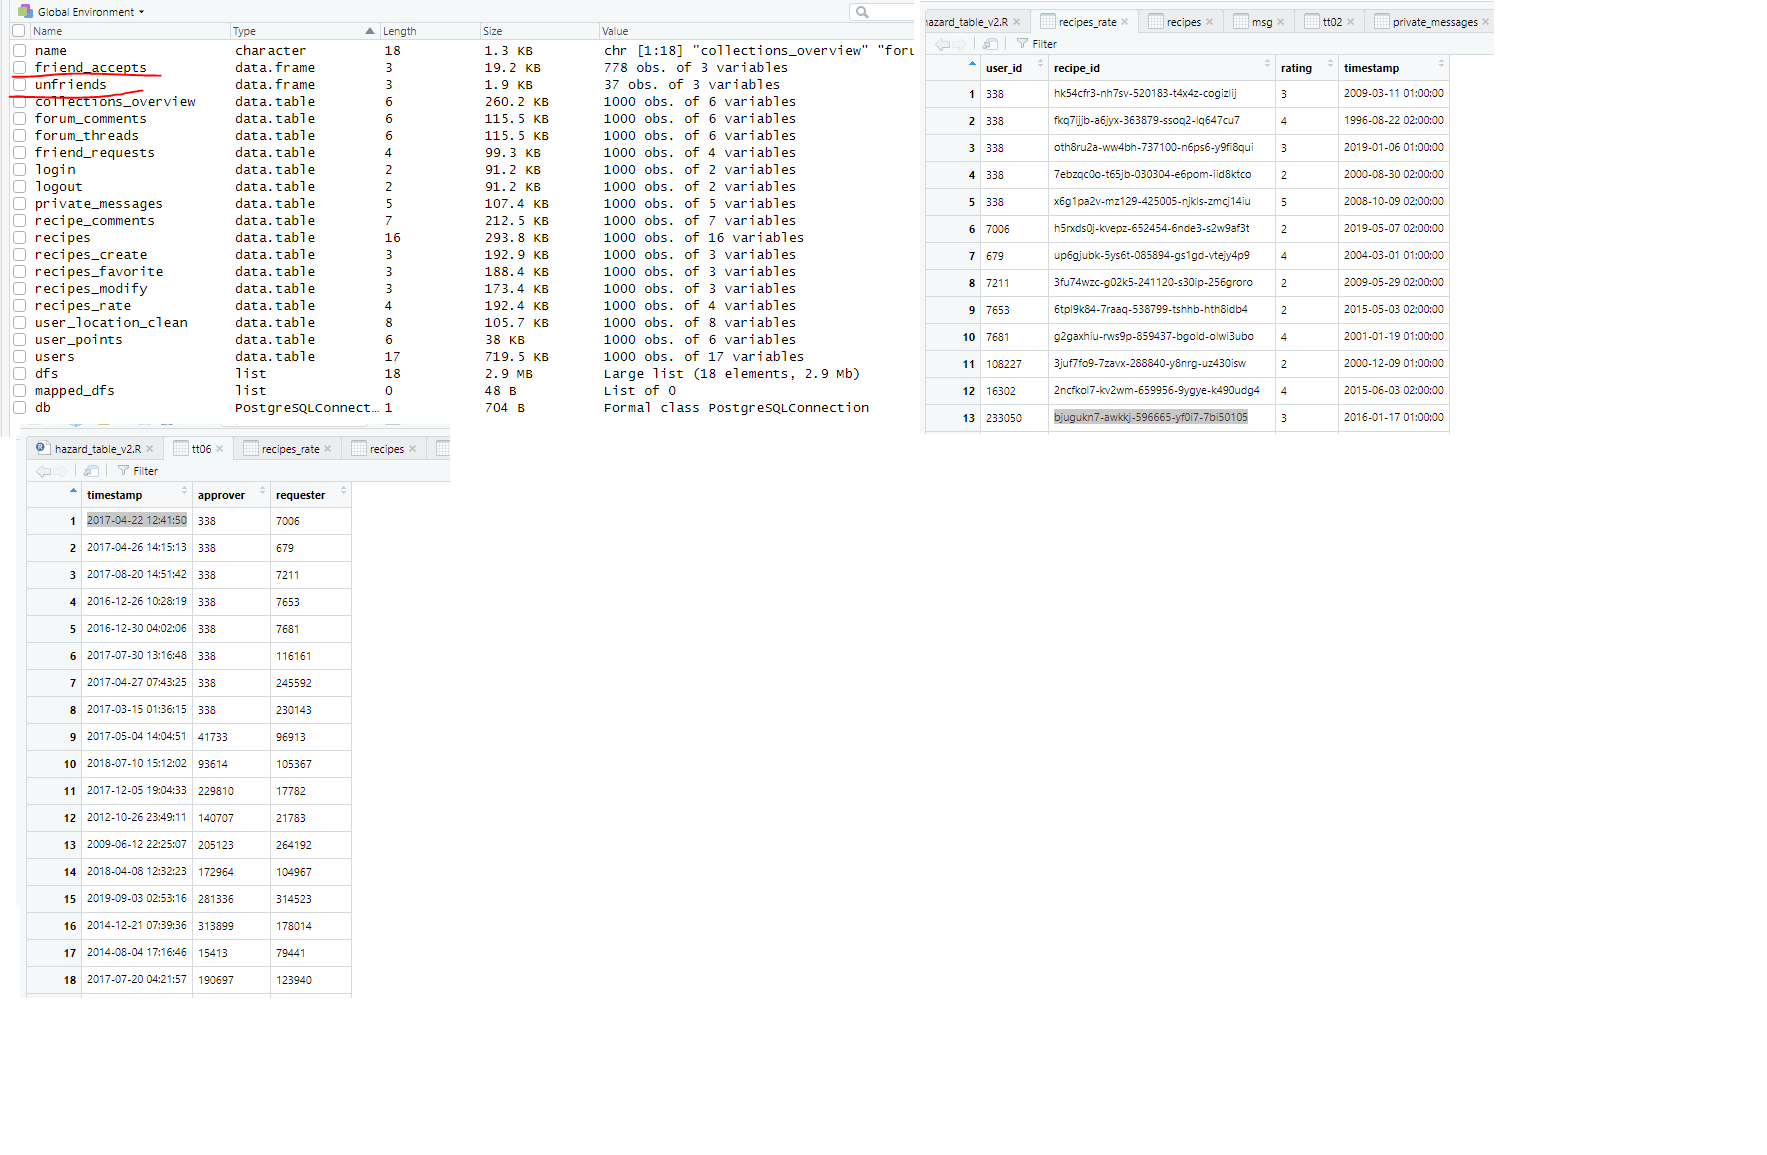 Global Environment
Name Type Length Size Value
name character 18 1.3 KB chr [1:18] "collections_overview" "foru
friend_accepts data.frame 3 19.2 KB 778 obs. of 3 variables
unfriends data.frame 3 1.9 KB 37 obs. of 3 variables
collections_overview data.table 6 260.2 KB 1000 obs. of 6 variables
forum_comments data.table 6 115.5 KB 1000 obs. of 6 variables
forum_threads data.table 6 115.5 KB 1000 obs. of 6 variables
friend_requests data.table 4 99.3 KB 1000 obs. of 4 variables
login data.table 2 91.2 KB 1000 obs. of 2 variables
logout data.table 2 91.2 KB 1000 obs. of 2 variables
private_messages data.table 5 107.4 KB 1000 obs. of 5 variables
recipe_comments data.table 7 212.5 KB 1000 obs. of 7 variables
recipes data.table 16 293.8 KB 1000 obs. of 16 variables
recipes_create data.table 3 192.9 KB 1000 obs. of 3 variables
recipes_favorite data.table 3 188.4 KB 1000 obs. of 3 variables
recipes_modify data.table 3 173.4 KB 1000 obs. of 3 variables
recipes_rate data.table 4 192.4 KB 1000 obs. of 4 variables
user_location_clean data.table 8 105.7 KB 1000 obs. of 8 variables
user_points data.table 6 38 KB 1000 obs. of 6 variables
users data.table 17 719.5 KB 1000 obs. of 17 variables
dfs list 18 2.9 MB Large list (18 elements, 2.9 Mb)
mapped_dfs list 0 48 B List of 0
db PostgreSQLConnect… 1 704 B Formal class PostgreSQLConnection
hazard_table_v2.R recipes_rate recipes msg tt02 private_messages
Filter
user_id recipe_id rating timestamp
1 338 hk54cfr3-nh7sv-520183-t4x4z-cogizlij 3 2009-03-11 01:00:00
2 338 fkq7ijjb-a6jyx-363879-ssoq2-lq647cu7 4 1996-08-22 02:00:00
3 338 oth8ru2a-ww4bh-737100-n6ps6-y9fi8qui 3 2019-01-06 01:00:00
4 338 7ebzqc0o-t65jb-030304-e6pom-iid8ktco 2 2000-08-30 02:00:00
5 338 x6g1pa2v-mz129-425005-njkls-zmcj14iu 5 2008-10-09 02:00:00
6 7006 h5rxds0j-kvepz-652454-6nde3-s2w9af3t 2 2019-05-07 02:00:00
7 679 up6gjubk-5ys6t-085894-gs1gd-vtejy4p9 4 2004-03-01 01:00:00
8 7211 3fu74wzc-g02k5-241120-s30lp-256groro 2 2009-05-29 02:00:00
9 7653 6tpl9k84-7raaq-538799-tshhb-hth8idb4 2 2015-05-03 02:00:00
10 7681 g2gaxhiu-rws9p-859437-bgold-olwi3ubo 4 2001-01-19 01:00:00
11 108227 3juf7fo9-7zavx-288840-y8nrg-uz430isw 2 2000-12-09 01:00:00
12 16302 2ncfkol7-kv2wm-659956-9ygye-k490udg4 4 2015-06-03 02:00:00
13 233050 bjugukn7-awkkj-596665-yf0i7-7bi50105 3 2016-01-17 01:00:00
hazard_table_v2.R tt06 recipes_rate recipes
Filter
timestamp approver requester
1 2017-04-22 12:41:50 338 7006
2 2017-04-26 14:15:13 338 679
3 2017-08-20 14:51:42 338 7211
4 2016-12-26 10:28:19 338 7653
5 2016-12-30 04:02:06 338 7681
6 2017-07-30 13:16:48 338 116161
7 2017-04-27 07:43:25 338 245592
8 2017-03-15 01:36:15 338 230143
9 2017-05-04 14:04:51 41733 96913
10 2018-07-10 15:12:02 93614 105367
11 2017-12-05 19:04:33 229810 17782
12 2012-10-26 23:49:11 140707 21783
13 2009-06-12 22:25:07 205123 264192
14 2018-04-08 12:32:23 172964 104967
15 2019-09-03 02:53:16 281336 314523
16 2014-12-21 07:39:36 313899 178014
17 2014-08-04 17:16:46 15413 79441
18 2017-07-20 04:21:57 190697 123940